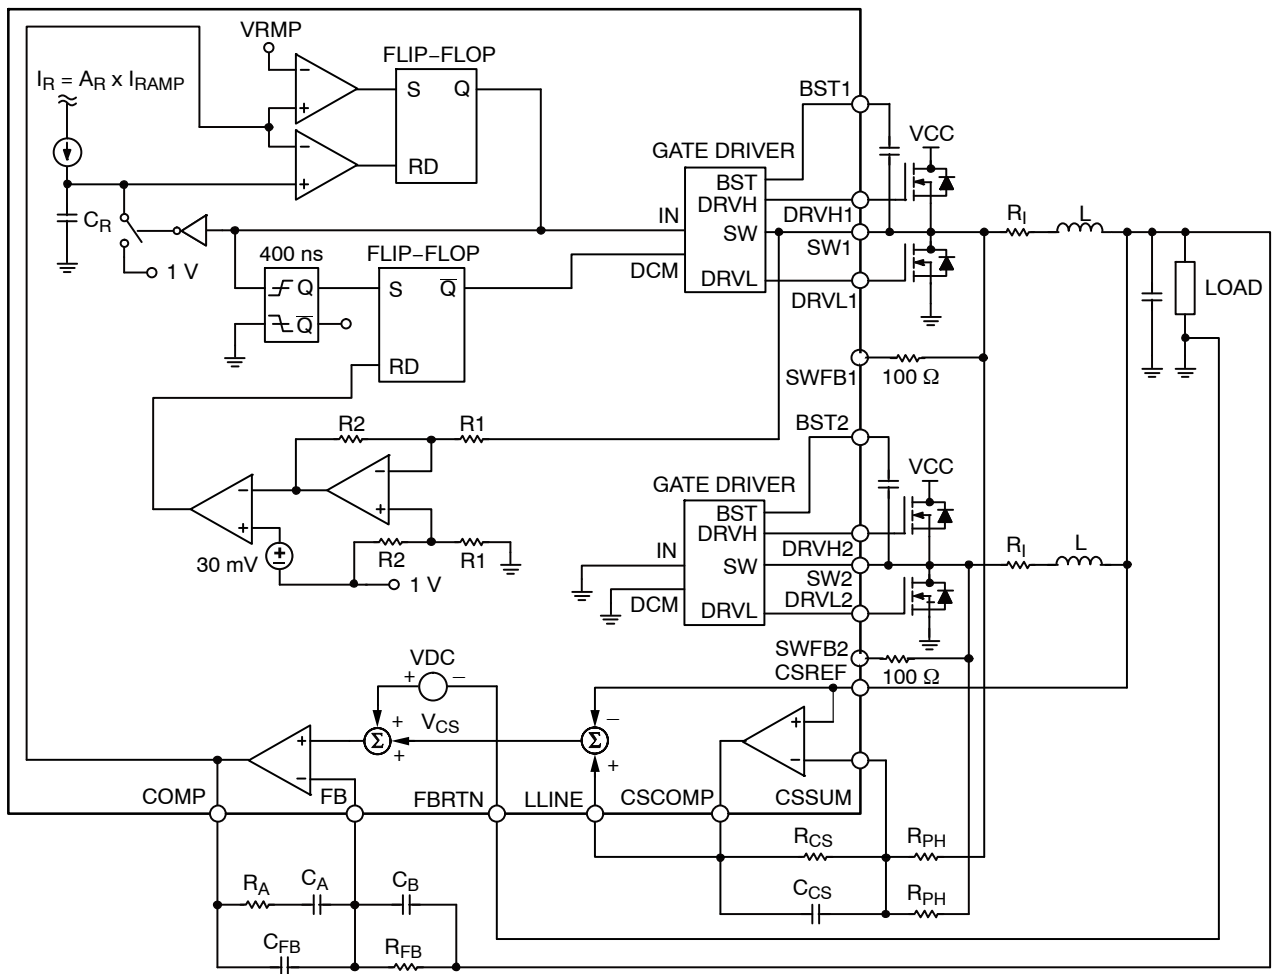 VRMP
FLIP–FLOP
I_R = A_R x I_RAMP
−
+
S
Q
−
+
RD
BST1
VCC
GATE DRIVER
BST
DRVH
SW
DRVL
IN
DCM
DRVH1
SW1
DRVL1
R_I
L
LOAD
C_R
1 V
400 ns
Q
Q̅
FLIP–FLOP
S
Q̅
RD
SWFB1
100 Ω
R2
R1
BST2
−
+
−
+
30 mV
R2
R1
1 V
GATE DRIVER
BST
DRVH
SW
DRVL
IN
DCM
VCC
DRVH2
SW2
DRVL2
R_I
L
SWFB2
100 Ω
CSREF
VDC
+
−
+
Σ
+
V_CS
−
Σ
+
+
−
+
−
COMP
FB
FBRTN
LLINE
CSCOMP
CSSUM
R_CS
R_PH
C_CS
R_PH
R_A
C_A
C_B
C_FB
R_FB